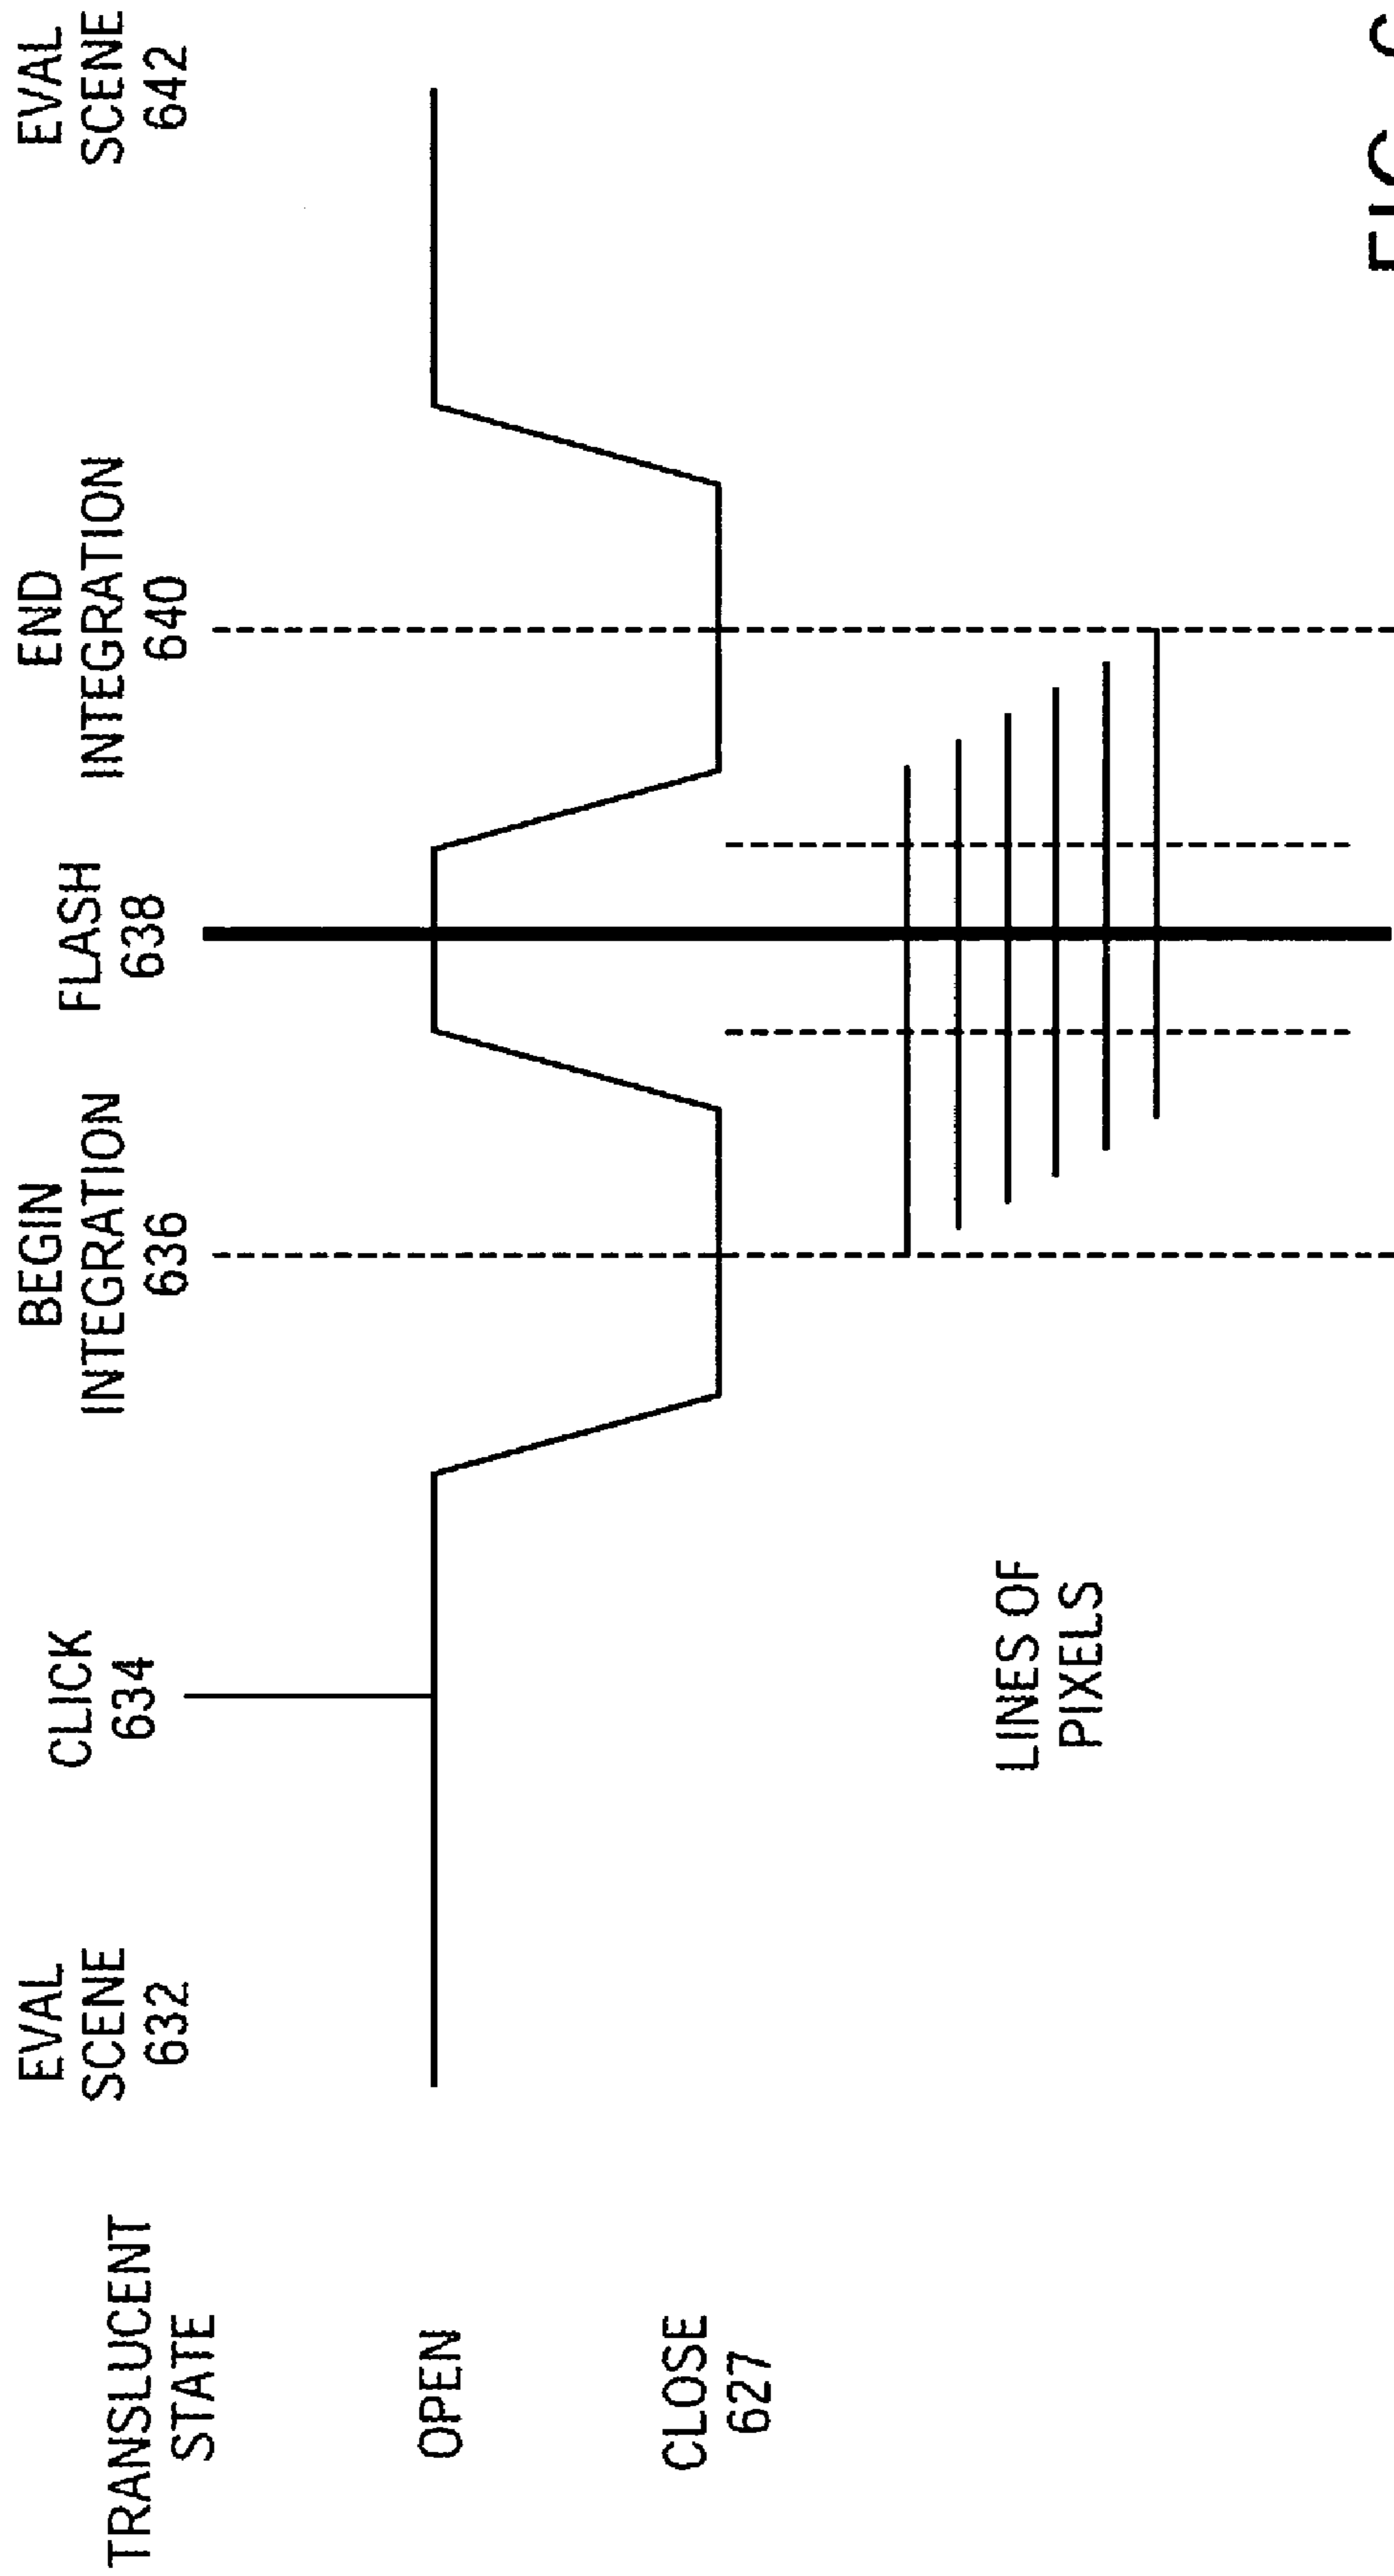 TRANSLUCENT
STATE
EVAL
SCENE
632
CLICK
634
BEGIN
INTEGRATION
636
FLASH
638
END
INTEGRATION
640
EVAL
SCENE
642
OPEN
CLOSE
627
LINES OF
PIXELS